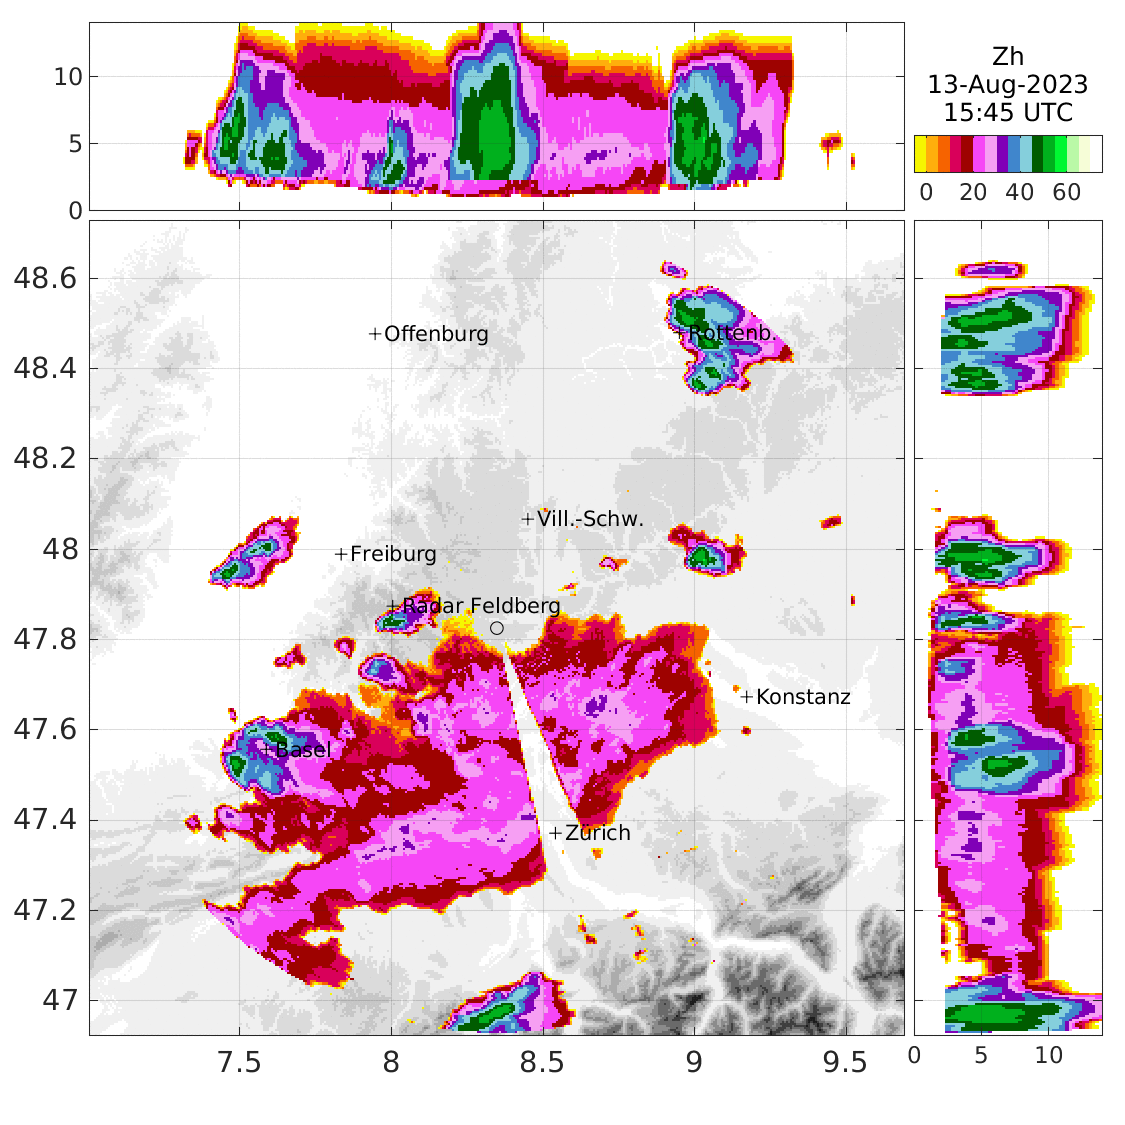 10
5
0
Zh
13-Aug-2023
15:45 UTC
0 20 40 60
48.6
48.4
48.2
48
47.8
47.6
47.4
47.2
47
+Offenburg
+Rottenb.
+Vill.-Schw.
+Freiburg
+Radar Feldberg
+Konstanz
+Basel
+Zurich
7.5 8 8.5 9 9.5
0 5 10